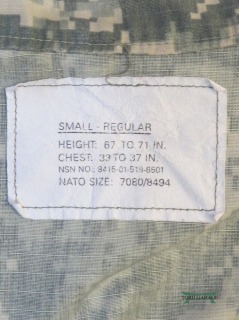 SMALL - REGULAR
HEIGHT: 67 TO 71 IN.
CHEST: 33 TO 37 IN.
NSN NO.: 8415-01-519-8501
NATO SIZE: 7080/8494